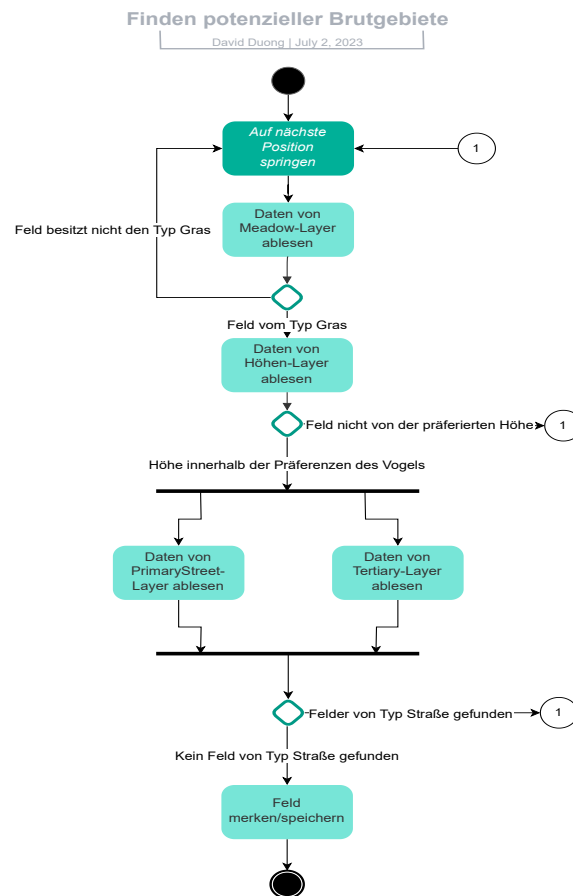 Finden potenzieller Brutgebiete
David Duong | July 2, 2023
Auf nächste
Position
springen
1
Feld besitzt nicht den Typ Gras
Daten von
Meadow-Layer
ablesen
Feld vom Typ Gras
Daten von
Höhen-Layer
ablesen
Feld nicht von der präferierten Höhe
1
Höhe innerhalb der Präferenzen des Vogels
Daten von
PrimaryStreet-
Layer ablesen
Daten von
Tertiary-Layer
ablesen
Felder von Typ Straße gefunden
1
Kein Feld von Typ Straße gefunden
Feld
merken/speichern